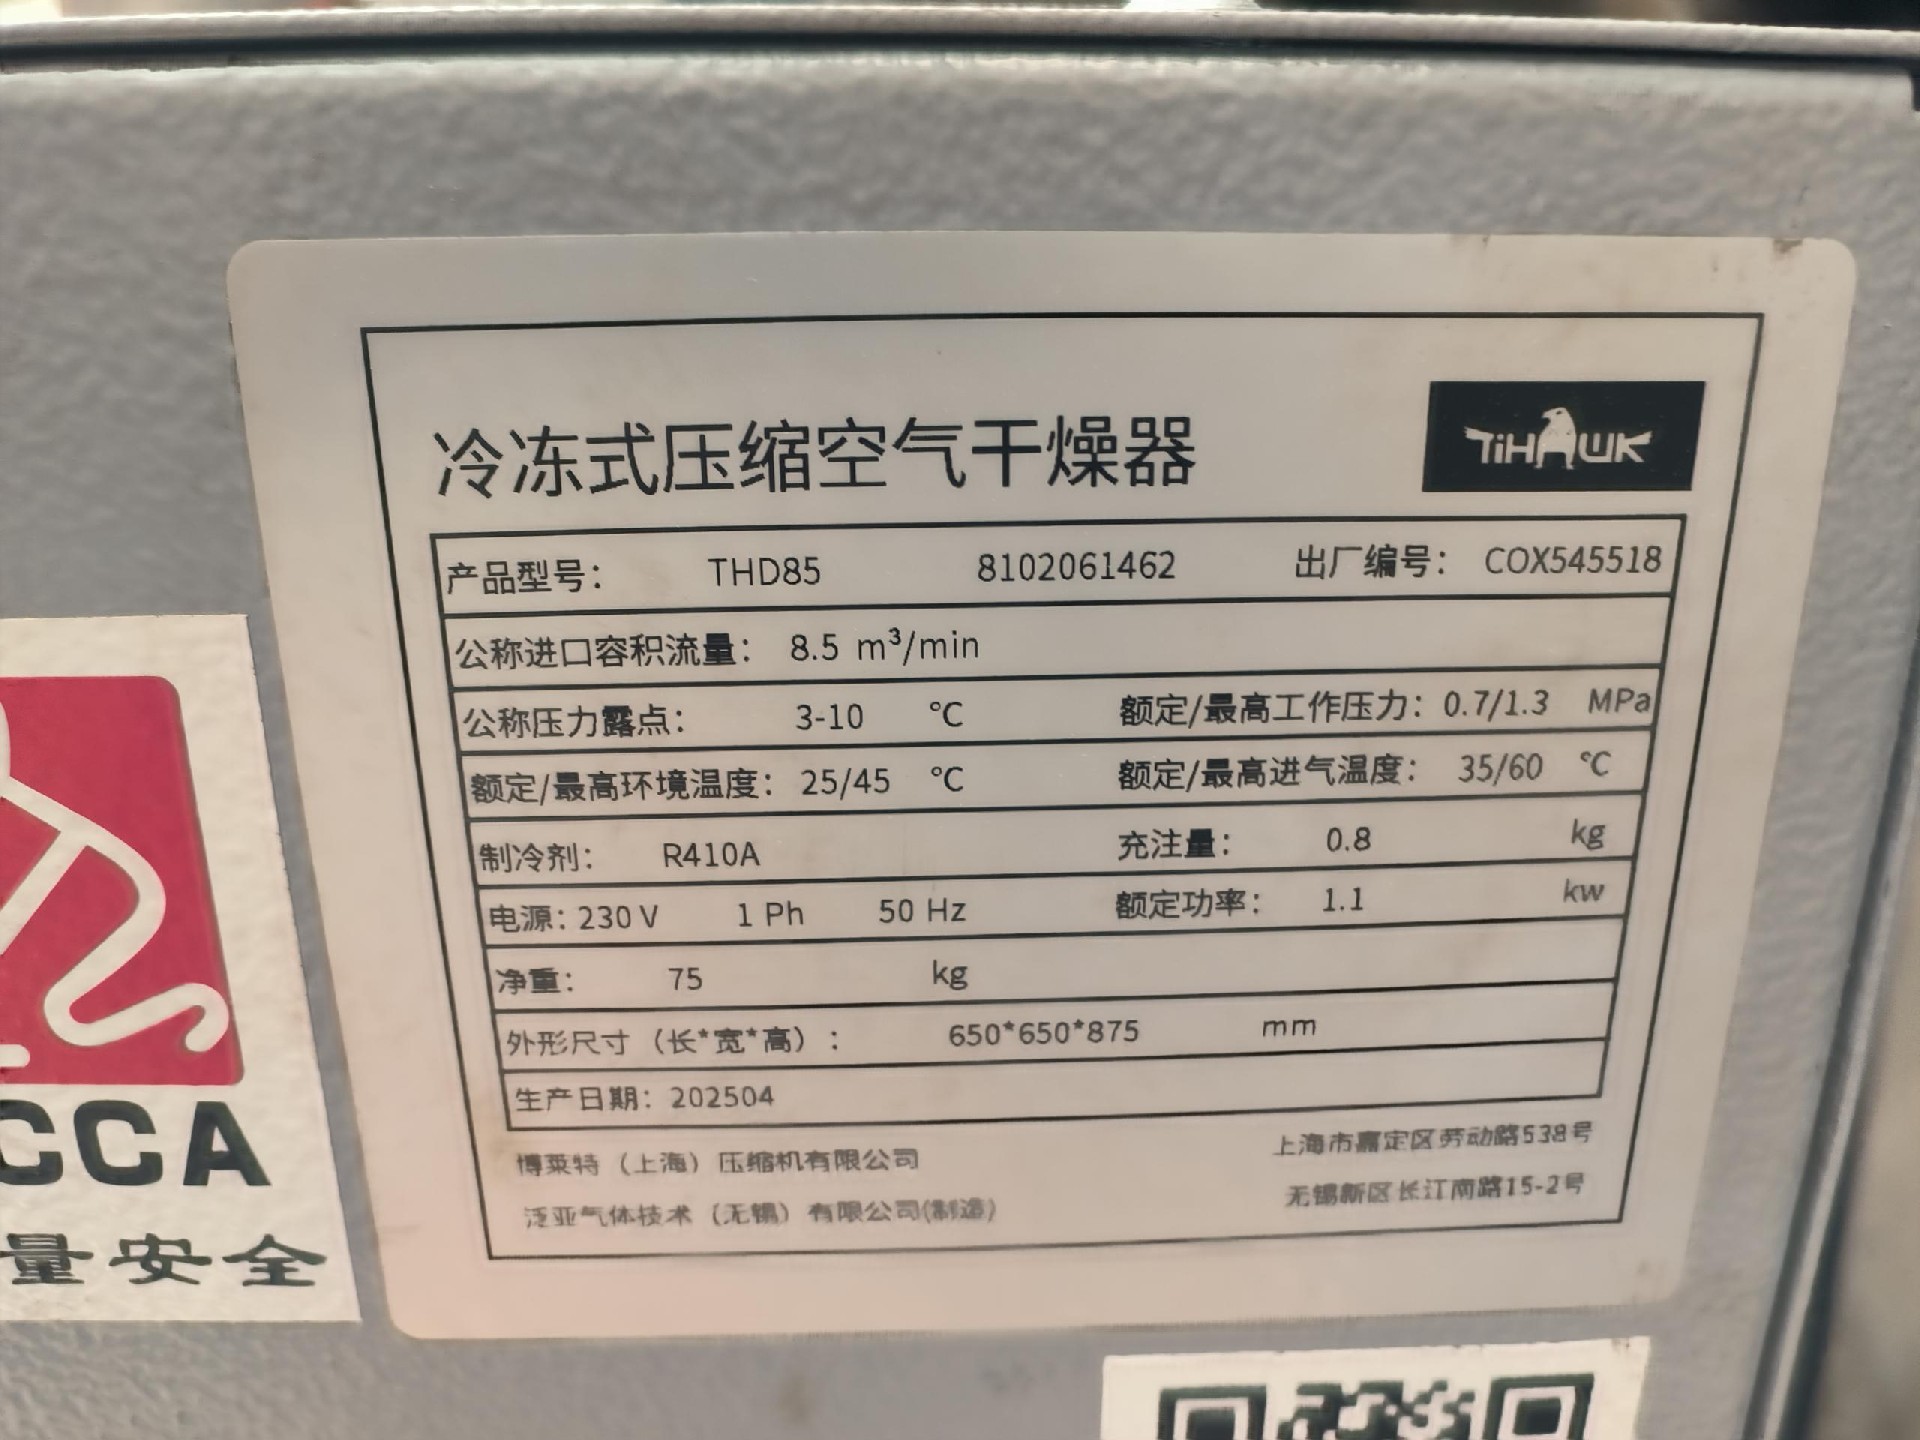 冷冻式压缩空气干燥器
TiHAWK
产品型号： THD85 8102061462 出厂编号： COX545518
公称进口容积流量： 8.5 m³/min
公称压力露点： 3-10 ℃ 额定/最高工作压力： 0.7/1.3 MPa
额定/最高环境温度： 25/45 ℃ 额定/最高进气温度： 35/60 ℃
制冷剂： R410A 充注量： 0.8 kg
电源： 230 V 1 Ph 50 Hz 额定功率： 1.1 kw
净重： 75 kg
外形尺寸（长*宽*高）： 650*650*875 mm
生产日期： 202504
博莱特（上海）压缩机有限公司 上海市嘉定区劳动路538号
泛亚气体技术（无锡）有限公司(制造) 无锡新区长江南路15-2号
CCA
量安全